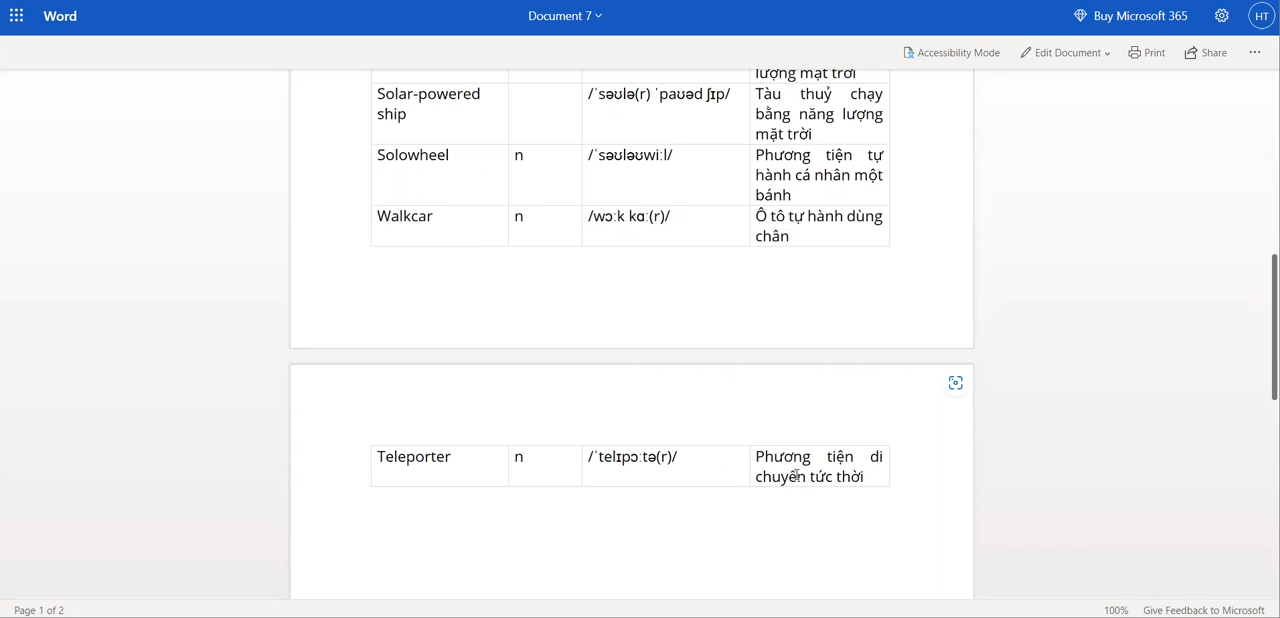 Word
Document 7
Buy Microsoft 365
HT
Accessibility Mode
Edit Document
Print
Share
lượng mặt trời
Solar-powered ship
/ˈsəʊlə(r) ˈpaʊəd ʃɪp/
Tàu thuỷ chạy
bằng năng lượng
mặt trời
Solowheel
n
/ˈsəʊləʊwiːl/
Phương tiện tự
hành cá nhân một
bánh
Walkcar
n
/wɔːk kɑː(r)/
Ô tô tự hành dùng
chân
Teleporter
n
/ˈtelɪpɔːtə(r)/
Phương tiện di
chuyển tức thời
Page 1 of 2
100%
Give Feedback to Microsoft